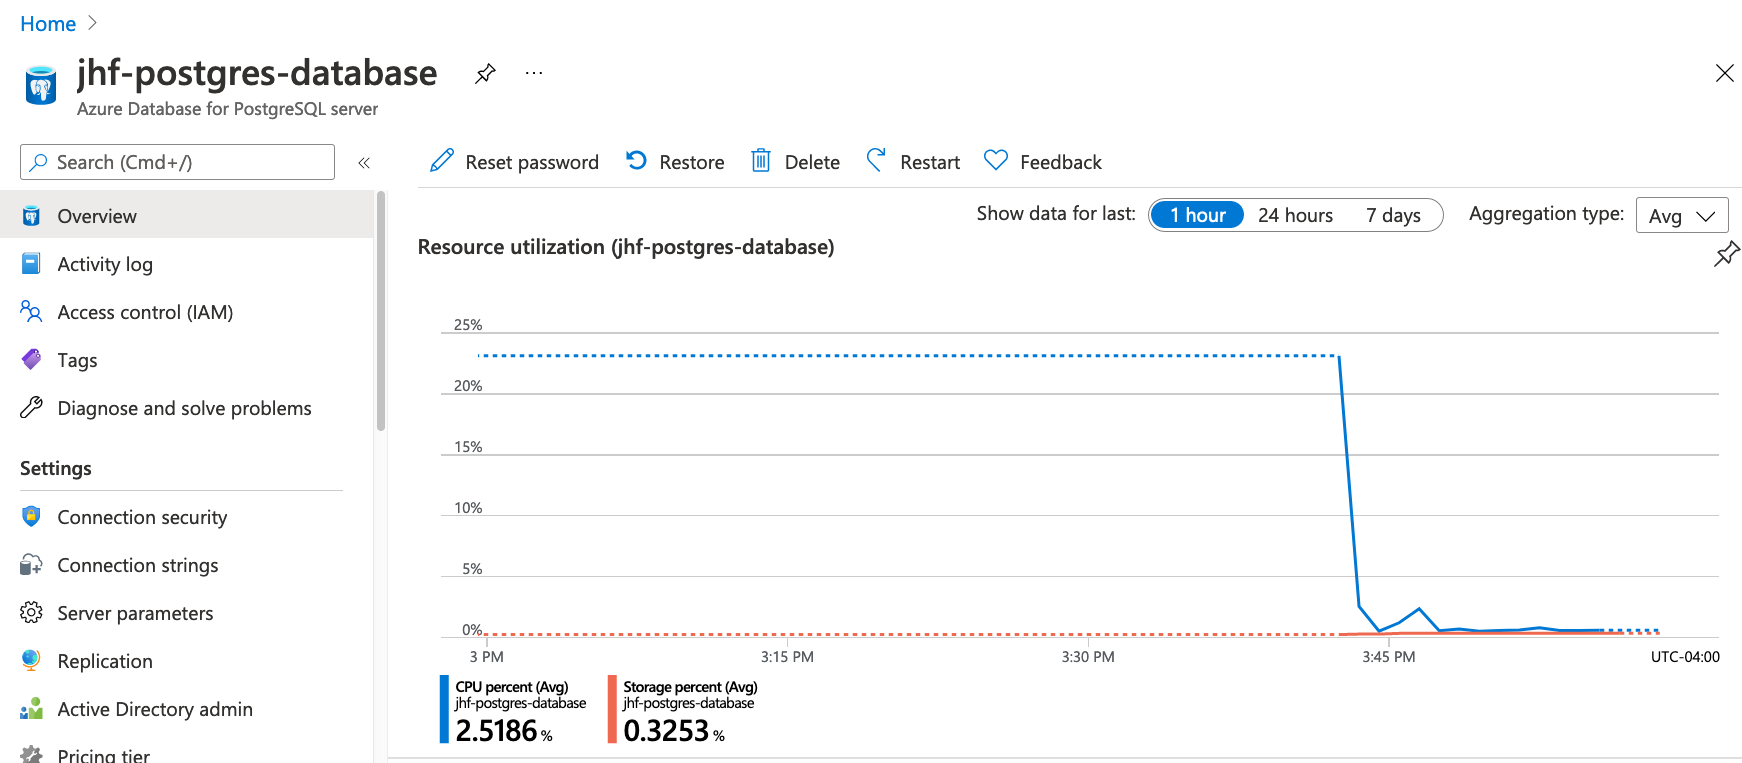 Home
jhf-postgres-database
Azure Database for PostgreSQL server
Search (Cmd+/)
Overview
Activity log
Access control (IAM)
Tags
Diagnose and solve problems
Settings
Connection security
Connection strings
Server parameters
Replication
Active Directory admin
Pricing tier
Reset password Restore Delete Restart Feedback
Show data for last: 1 hour 24 hours 7 days Aggregation type: Avg
Resource utilization (jhf-postgres-database)
25%
20%
15%
10%
5%
0%
3 PM 3:15 PM 3:30 PM 3:45 PM UTC-04:00
CPU percent (Avg)
jhf-postgres-database
2.5186 %
Storage percent (Avg)
jhf-postgres-database
0.3253 %